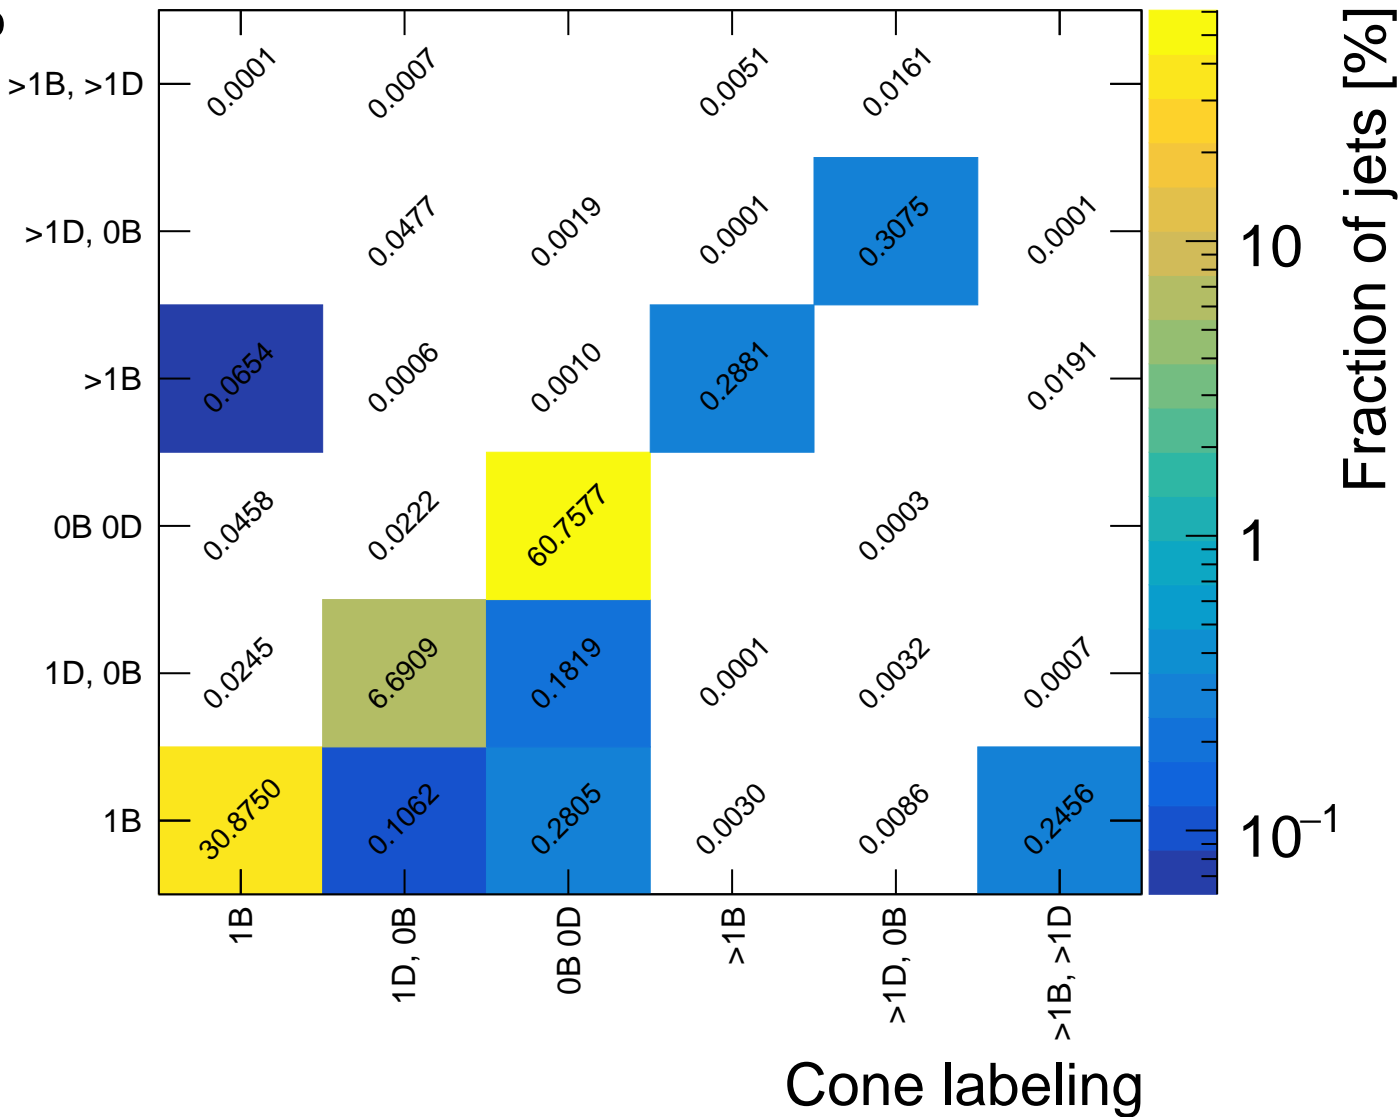 >1B, >1D 0.0001 0.0007 0.0051 0.0161
>1D, 0B 0.0477 0.0019 0.0001 0.3075 0.0001
>1B 0.0654 0.0006 0.0010 0.2881 0.0191
0B 0D 0.0458 0.0222 60.7577 0.0003
1D, 0B 0.0245 6.6909 0.1819 0.0001 0.0032 0.0007
1B 30.8750 0.1062 0.2805 0.0030 0.0086 0.2456
1B 1D, 0B 0B 0D >1B >1D, 0B >1B, >1D
Cone labeling
10
1
10⁻¹
Fraction of jets [%]